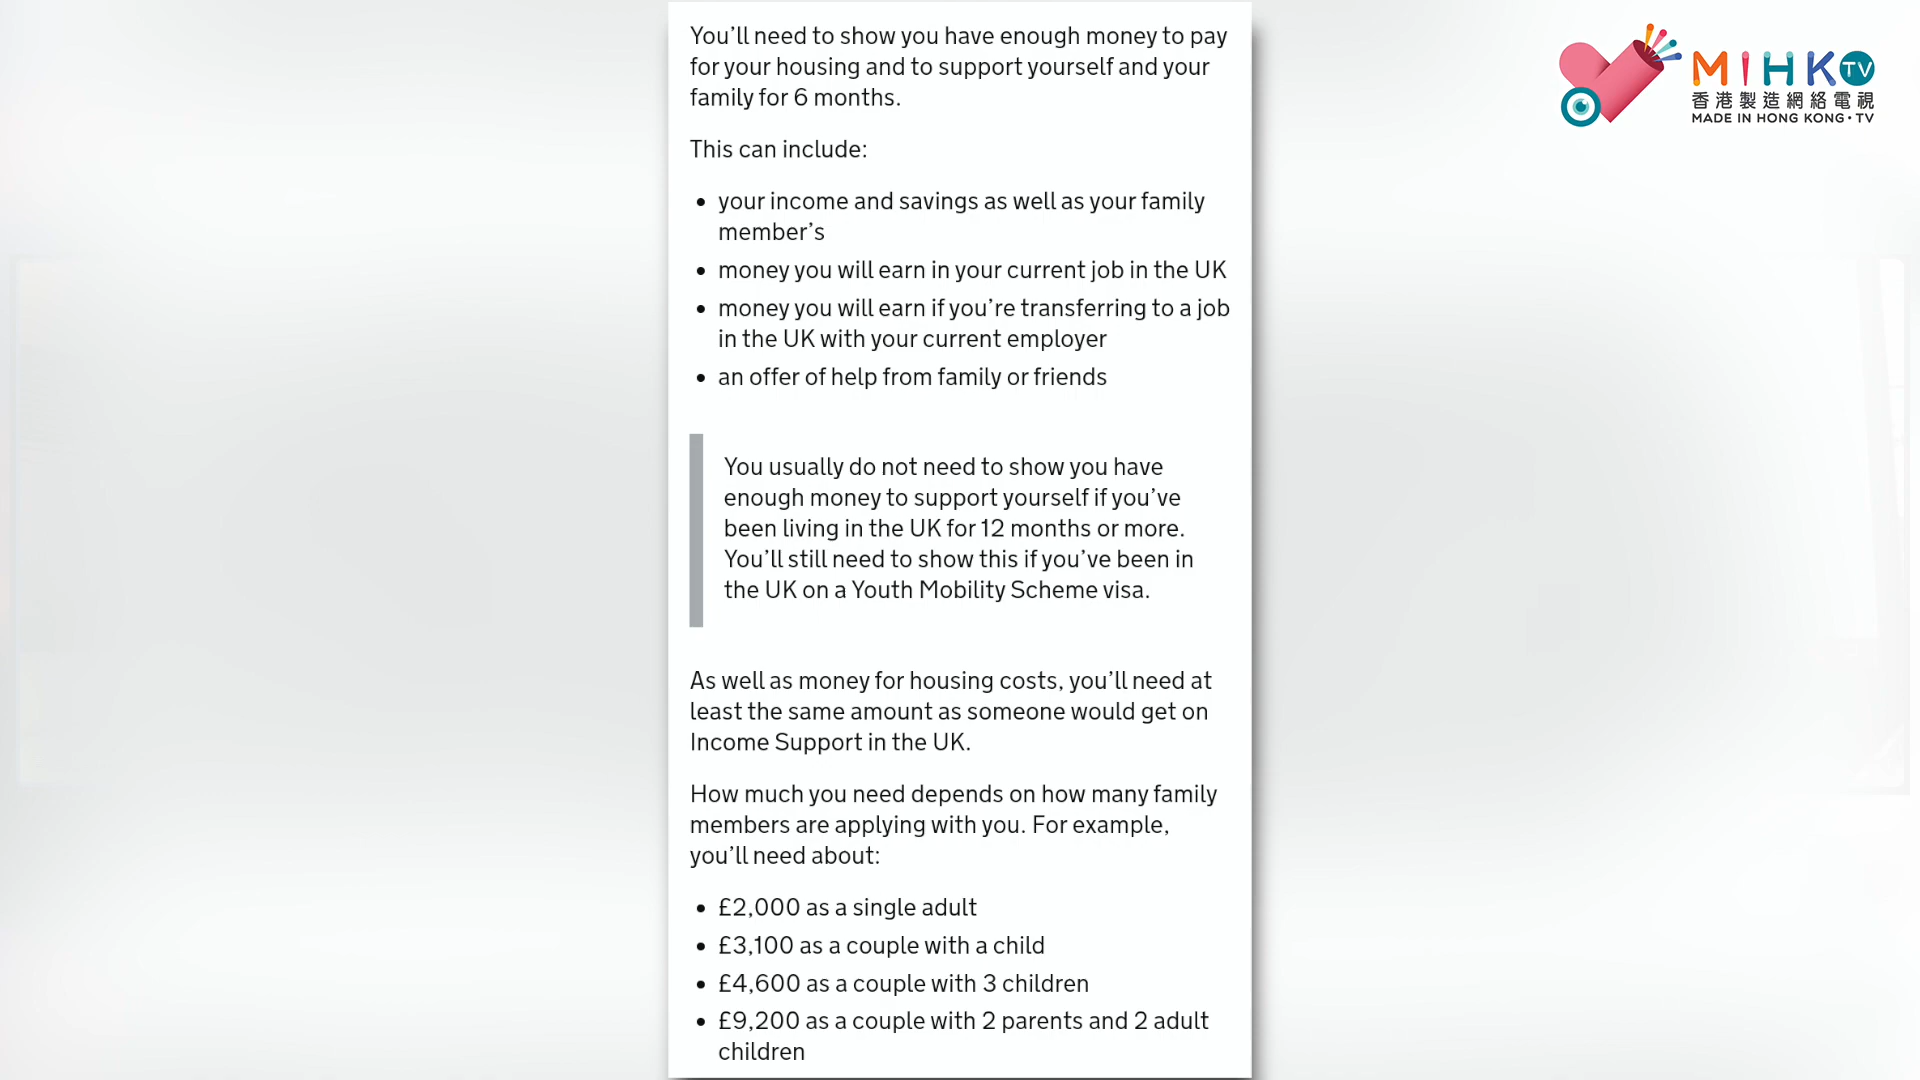 You'll need to show you have enough money to pay
for your housing and to support yourself and your
family for 6 months.
This can include:
• your income and savings as well as your family
member's
• money you will earn in your current job in the UK
• money you will earn if you're transferring to a job
in the UK with your current employer
• an offer of help from family or friends
You usually do not need to show you have
enough money to support yourself if you've
been living in the UK for 12 months or more.
You'll still need to show this if you've been in
the UK on a Youth Mobility Scheme visa.
As well as money for housing costs, you'll need at
least the same amount as someone would get on
Income Support in the UK.
How much you need depends on how many family
members are applying with you. For example,
you'll need about:
• £2,000 as a single adult
• £3,100 as a couple with a child
• £4,600 as a couple with 3 children
• £9,200 as a couple with 2 parents and 2 adult
children
MIHK TV
香港製造網絡電視
MADE IN HONG KONG • TV